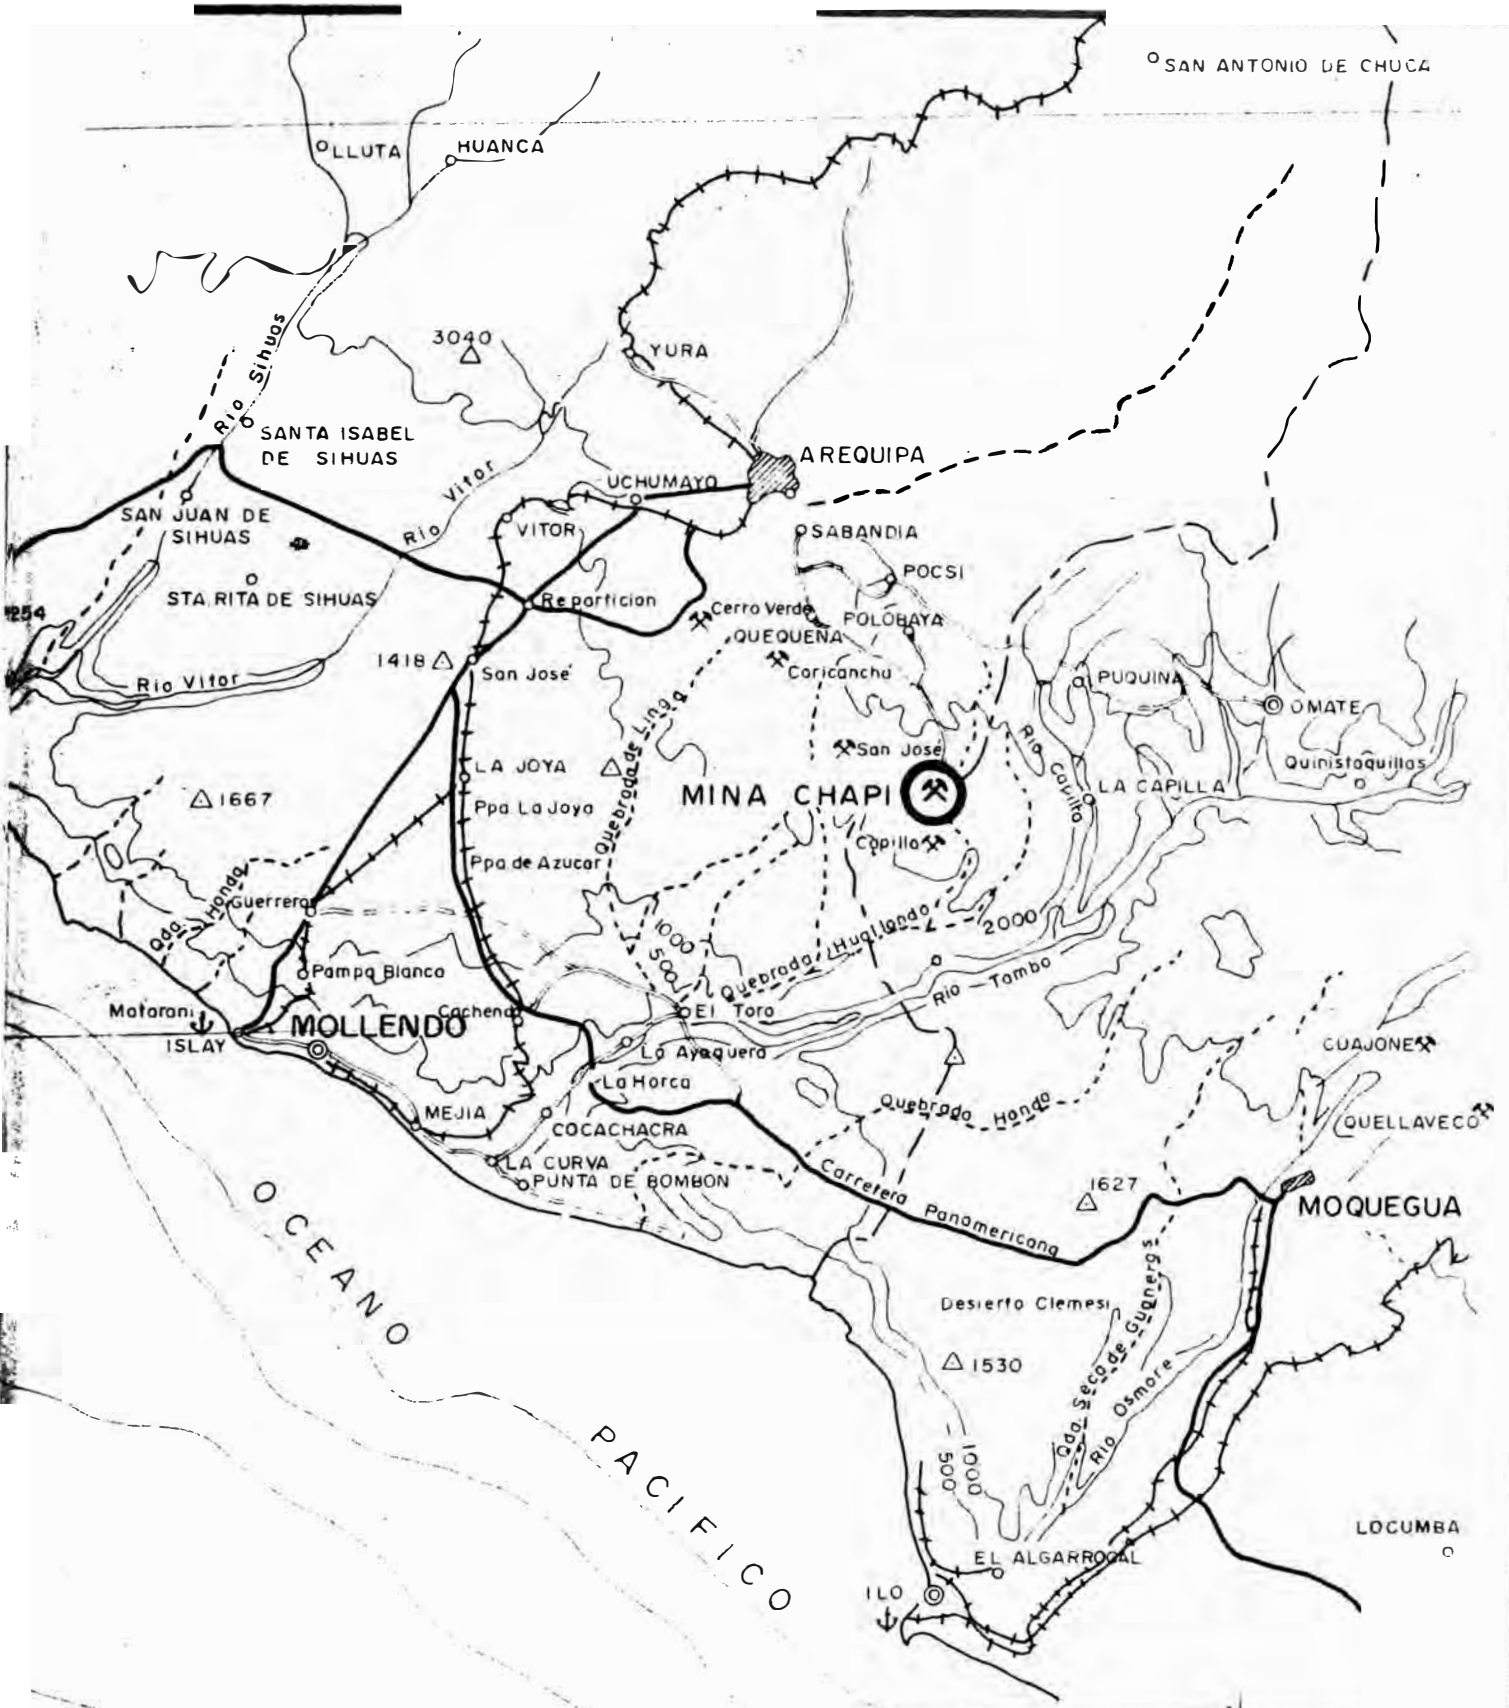 SAN ANTONIO DE CHUCA
LLUTA
HUANCA
3040
YURA
Rio Sihuas
SANTA ISABEL
DE SIHUAS
AREQUIPA
Rio Vitor
UCHUMAYO
SAN JUAN DE
SIHUAS
VITOR
SABANDIA
POCSI
STA. RITA DE SIHUAS
Reparticion
Cerro Verde
POLOBAYA
QUEQUEÑA
1254
1418
San José
Coricancha
PUQUINA
OMATE
Rio Vitor
Quebrada de Linga
San José
Rio Capilla
Quinistaquillas
LA JOYA
1667
Ppa. La Joya
MINA CHAPI
LA CAPILLA
Capilla
Ppa de Azucar
Qda. Honda
Guerreros
1000
500
Quebrada Huallando
2000
Pampa Blanca
Rio Tambo
Matarani
ISLAY
MOLLENDO
Cachendo
El Toro
CUAJONE
La Ayaquera
La Horca
Quebrada Honda
MEJIA
COCACHACRA
QUELLAVECO
LA CURVA
PUNTA DE BOMBON
Carretera Panamericana
1627
MOQUEGUA
OCEANO
Desierto Clemesi
Qda. Seca de Guaneros
1530
Rio Osmore
PACIFICO
1000
500
LOCUMBA
EL ALGARROBAL
ILO